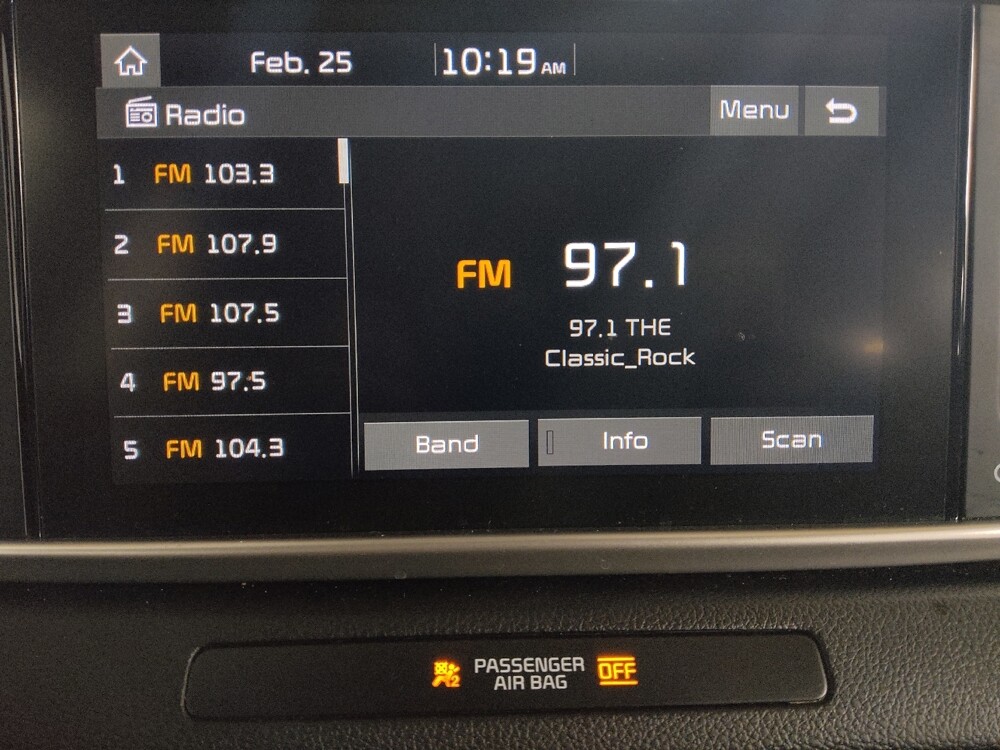 Feb. 25 10:19 AM
Radio Menu
1 FM 103.3
2 FM 107.9
3 FM 107.5
4 FM 97.5
5 FM 104.3
FM 97.1
97.1 THE
Classic_Rock
Band Info Scan
PASSENGER
AIR BAG
OFF
2